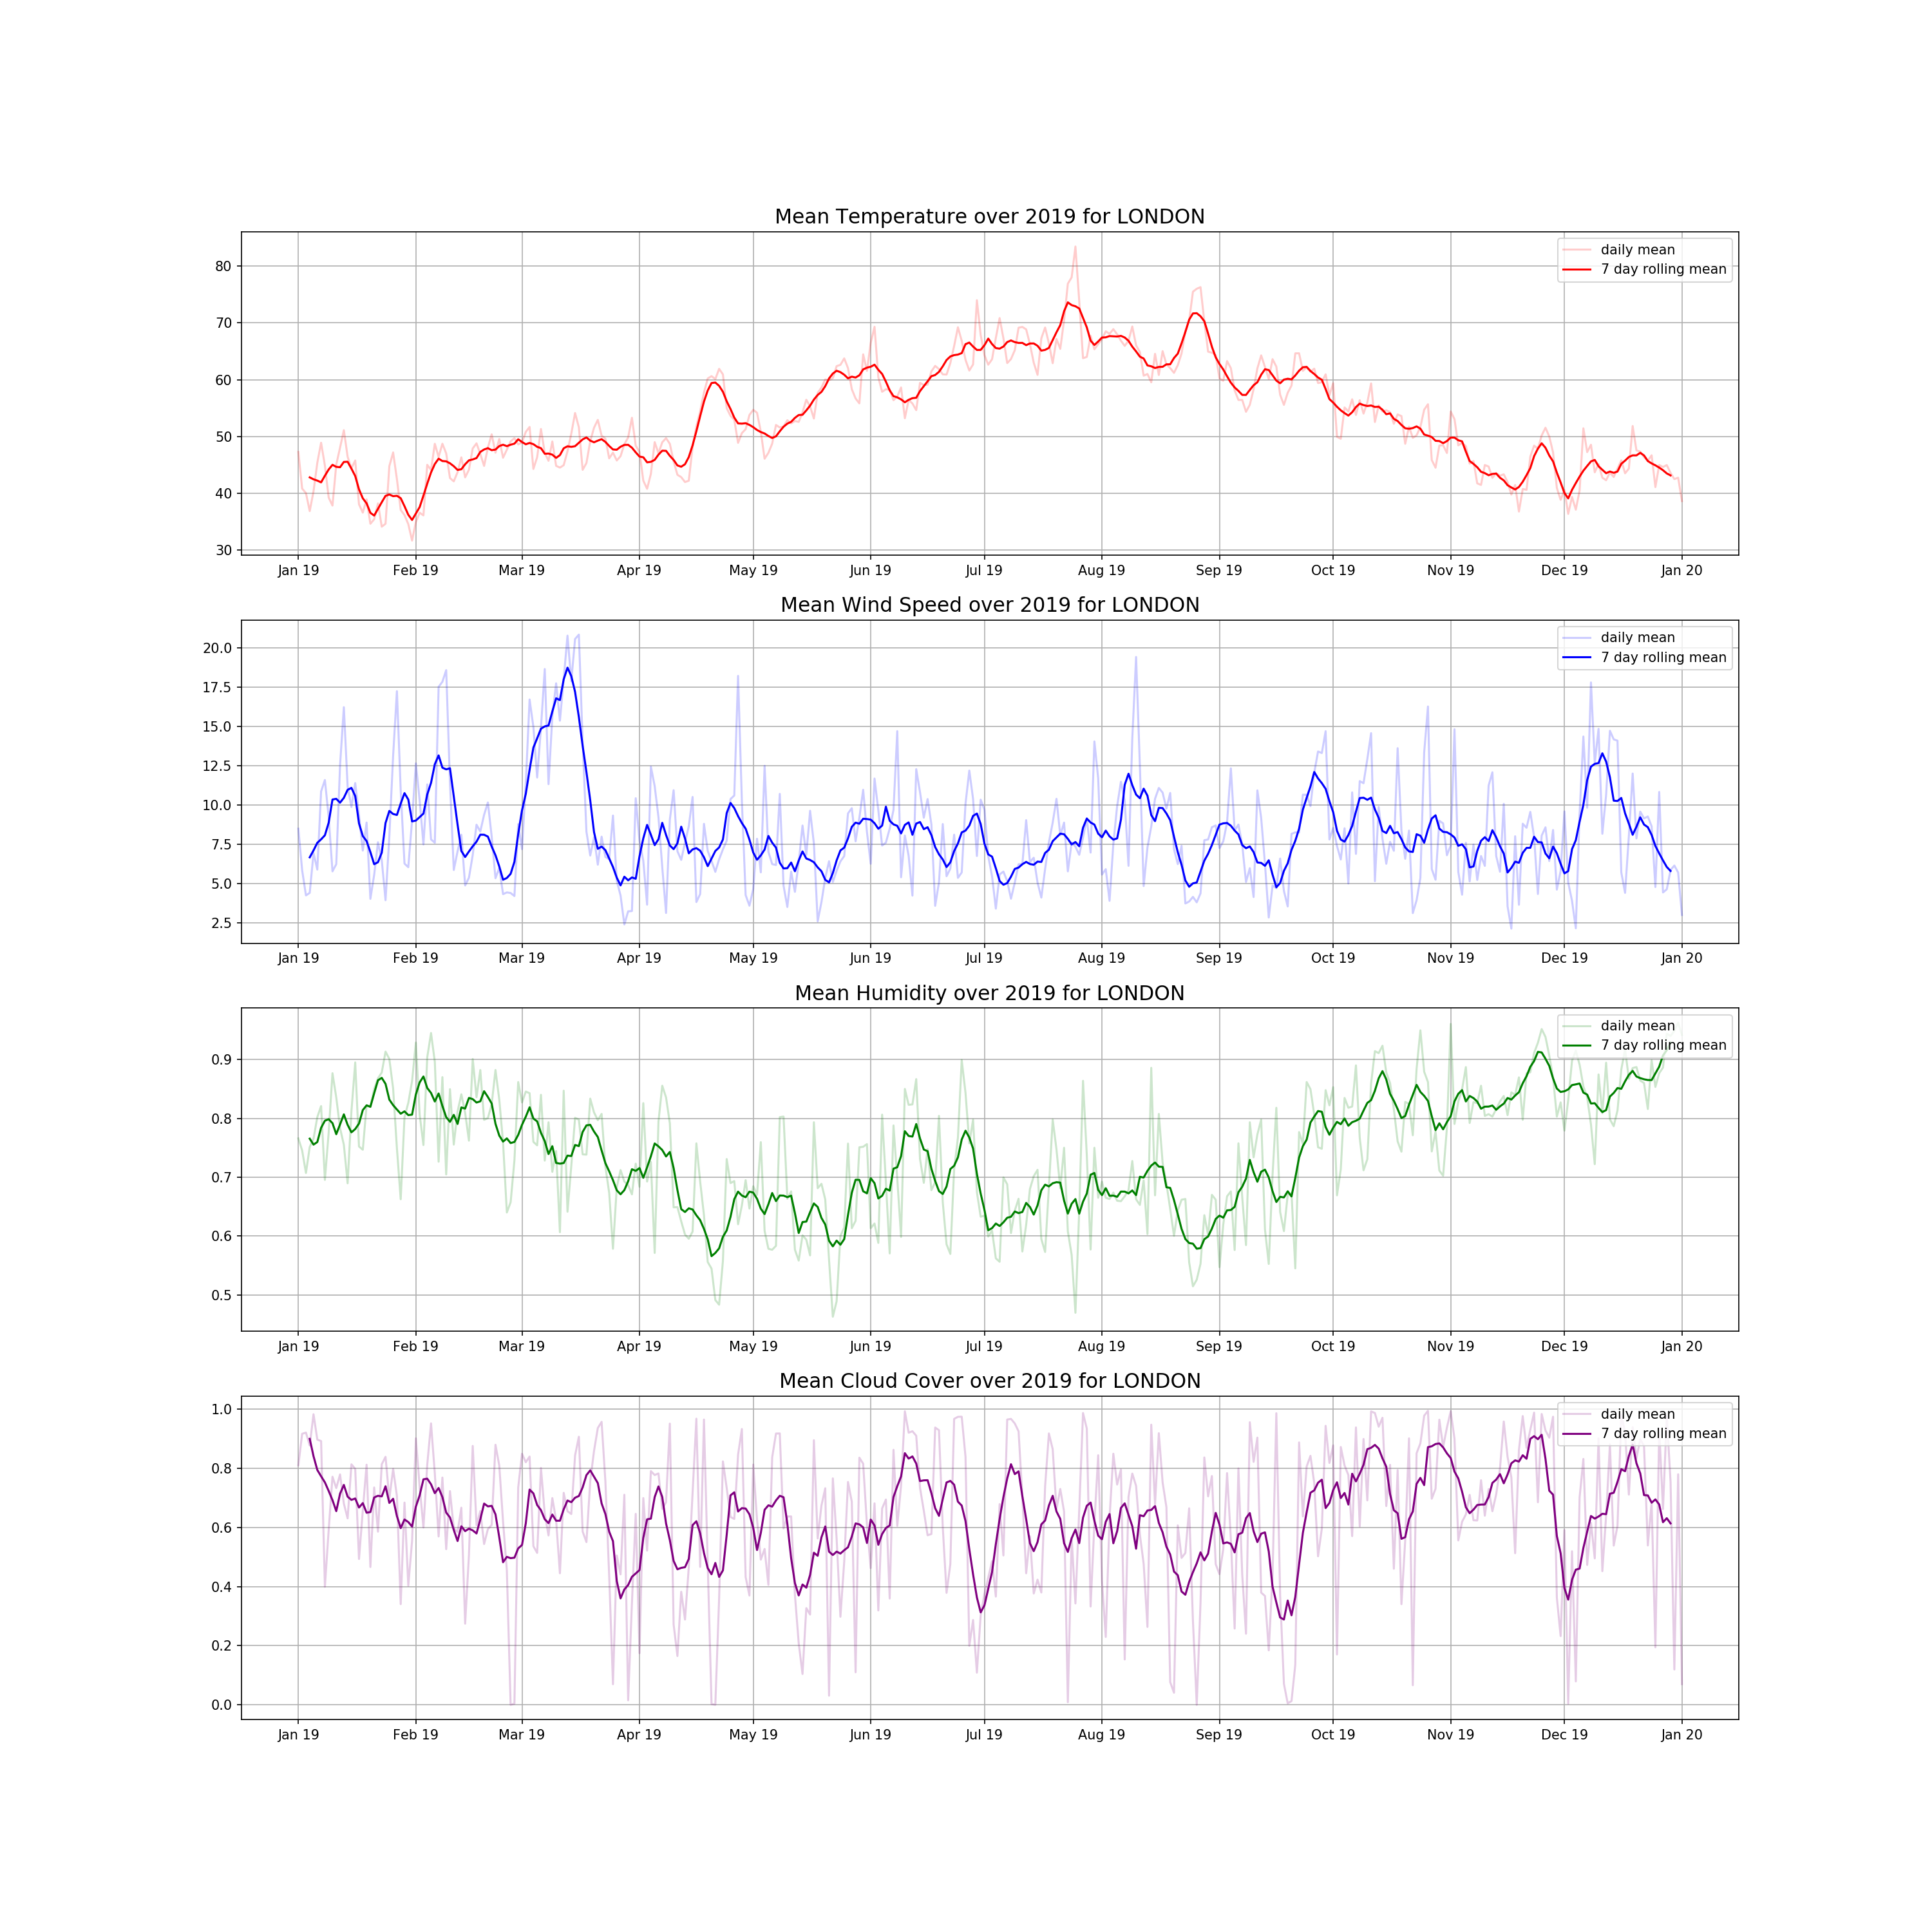 Mean Temperature over 2019 for LONDON
80
70
60
50
40
30
daily mean
7 day rolling mean
Jan 19 Feb 19 Mar 19 Apr 19 May 19 Jun 19 Jul 19 Aug 19 Sep 19 Oct 19 Nov 19 Dec 19 Jan 20
Mean Wind Speed over 2019 for LONDON
20.0
17.5
15.0
12.5
10.0
7.5
5.0
2.5
daily mean
7 day rolling mean
Jan 19 Feb 19 Mar 19 Apr 19 May 19 Jun 19 Jul 19 Aug 19 Sep 19 Oct 19 Nov 19 Dec 19 Jan 20
Mean Humidity over 2019 for LONDON
0.9
0.8
0.7
0.6
0.5
daily mean
7 day rolling mean
Jan 19 Feb 19 Mar 19 Apr 19 May 19 Jun 19 Jul 19 Aug 19 Sep 19 Oct 19 Nov 19 Dec 19 Jan 20
Mean Cloud Cover over 2019 for LONDON
1.0
0.8
0.6
0.4
0.2
0.0
daily mean
7 day rolling mean
Jan 19 Feb 19 Mar 19 Apr 19 May 19 Jun 19 Jul 19 Aug 19 Sep 19 Oct 19 Nov 19 Dec 19 Jan 20